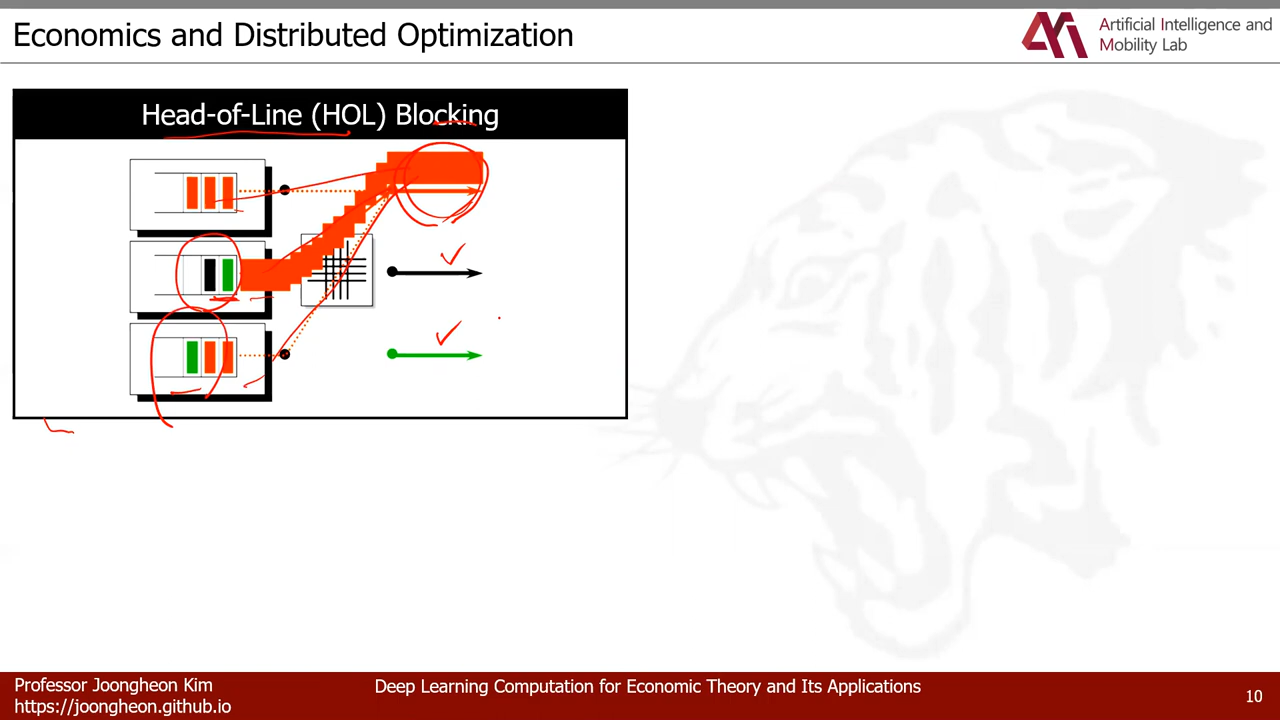 Economics and Distributed Optimization
Artificial Intelligence and
Mobility Lab
Head-of-Line (HOL) Blocking
Professor Joongheon Kim
https://joongheon.github.io
Deep Learning Computation for Economic Theory and Its Applications
10